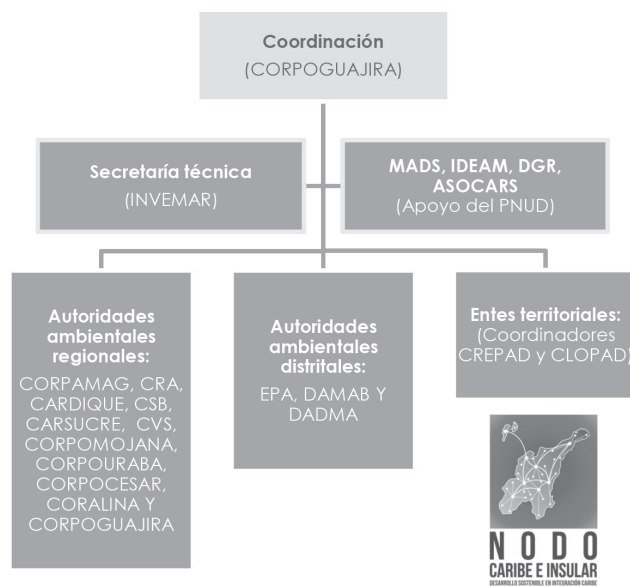 Coordinación
(CORPOGUAJIRA)
Secretaría técnica
(INVEMAR)
MADS, IDEAM, DGR,
ASOCARS
(Apoyo del PNUD)
Autoridades
ambientales
regionales:
CORPAMAG, CRA,
CARDIQUE, CSB,
CARSUCRE, CVS,
CORPOMOJANA,
CORPOURABA,
CORPOCESAR,
CORALINA Y
CORPOGUAJIRA
Autoridades
ambientales
distritales:
EPA, DAMAB Y
DADMA
Entes territoriales:
(Coordinadores
CREPAD y CLOPAD)
NODO
CARIBE E INSULAR
DESARROLLO SOSTENIBLE EN INTEGRACIÓN CARIBE